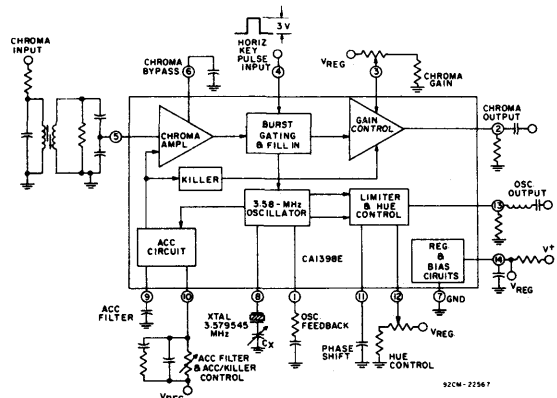 CHROMA
INPUT
3 V
HORIZ
KEY
PULSE
INPUT
CHROMA
BYPASS
6
4
VREG
3
CHROMA
GAIN
5
CHROMA
AMPL
BURST
GATING
& FILL IN
GAIN
CONTROL
CHROMA
OUTPUT
2
KILLER
3.58-MHz
OSCILLATOR
LIMITER
& HUE
CONTROL
OSC
OUTPUT
13
ACC
CIRCUIT
CA1398E
REG
&
BIAS
CIRUITS
14
V+
VREG
9
10
8
1
11
12
7
GND
ACC
FILTER
XTAL
3.579545
MHz
CX
OSC
FEEDBACK
PHASE
SHIFT
VREG.
HUE
CONTROL
ACC FILTER
& ACC/KILLER
CONTROL
VREG
92CM-22567